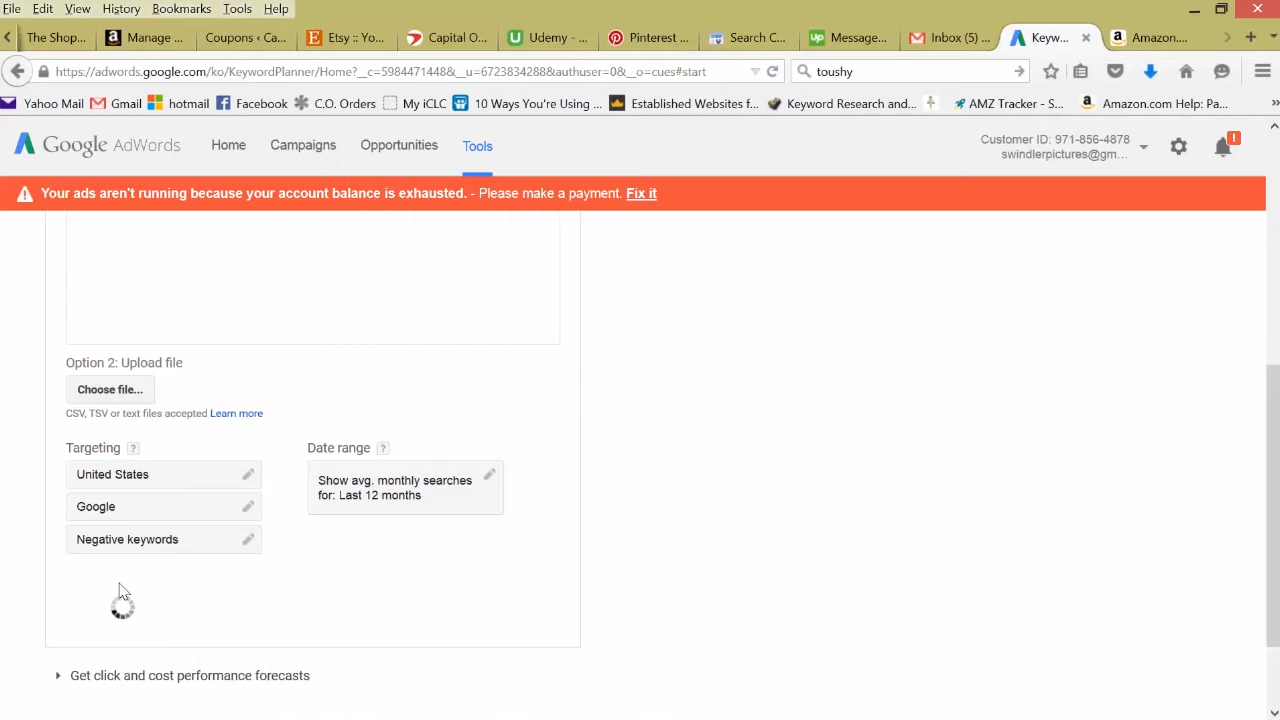 File Edit View History Bookmarks Tools Help
The Shop... Manage ... Coupons ‹ Ca... Etsy :: Yo... Capital O... Udemy - ... Pinterest ... Search C... Message... Inbox (5) ... Keyw... Amazon....
https://adwords.google.com/ko/KeywordPlanner/Home?__c=5984471448&__u=6723834288&authuser=0&__o=cues#start toushy
Yahoo Mail Gmail hotmail Facebook C.O. Orders My iCLC 10 Ways You're Using ... Established Websites f... Keyword Research and... AMZ Tracker - S... Amazon.com Help: Pa...
Google AdWords Home Campaigns Opportunities Tools Customer ID: 971-856-4878
swindlerpictures@gm...
Your ads aren't running because your account balance is exhausted. - Please make a payment. Fix it
Option 2: Upload file
Choose file...
CSV, TSV or text files accepted Learn more
Targeting ? Date range ?
United States
Google
Negative keywords
Show avg. monthly searches
for: Last 12 months
Get click and cost performance forecasts